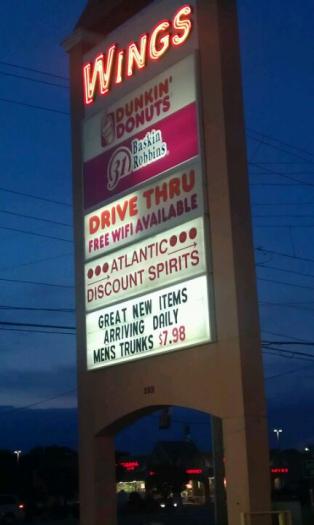 WINGS
DUNKIN'
DONUTS
31
Baskin
Robbins
DRIVE THRU
FREE WIFI AVAILABLE
ATLANTIC
DISCOUNT SPIRITS
GREAT NEW ITEMS
ARRIVING DAILY
MENS TRUNKS $7.98